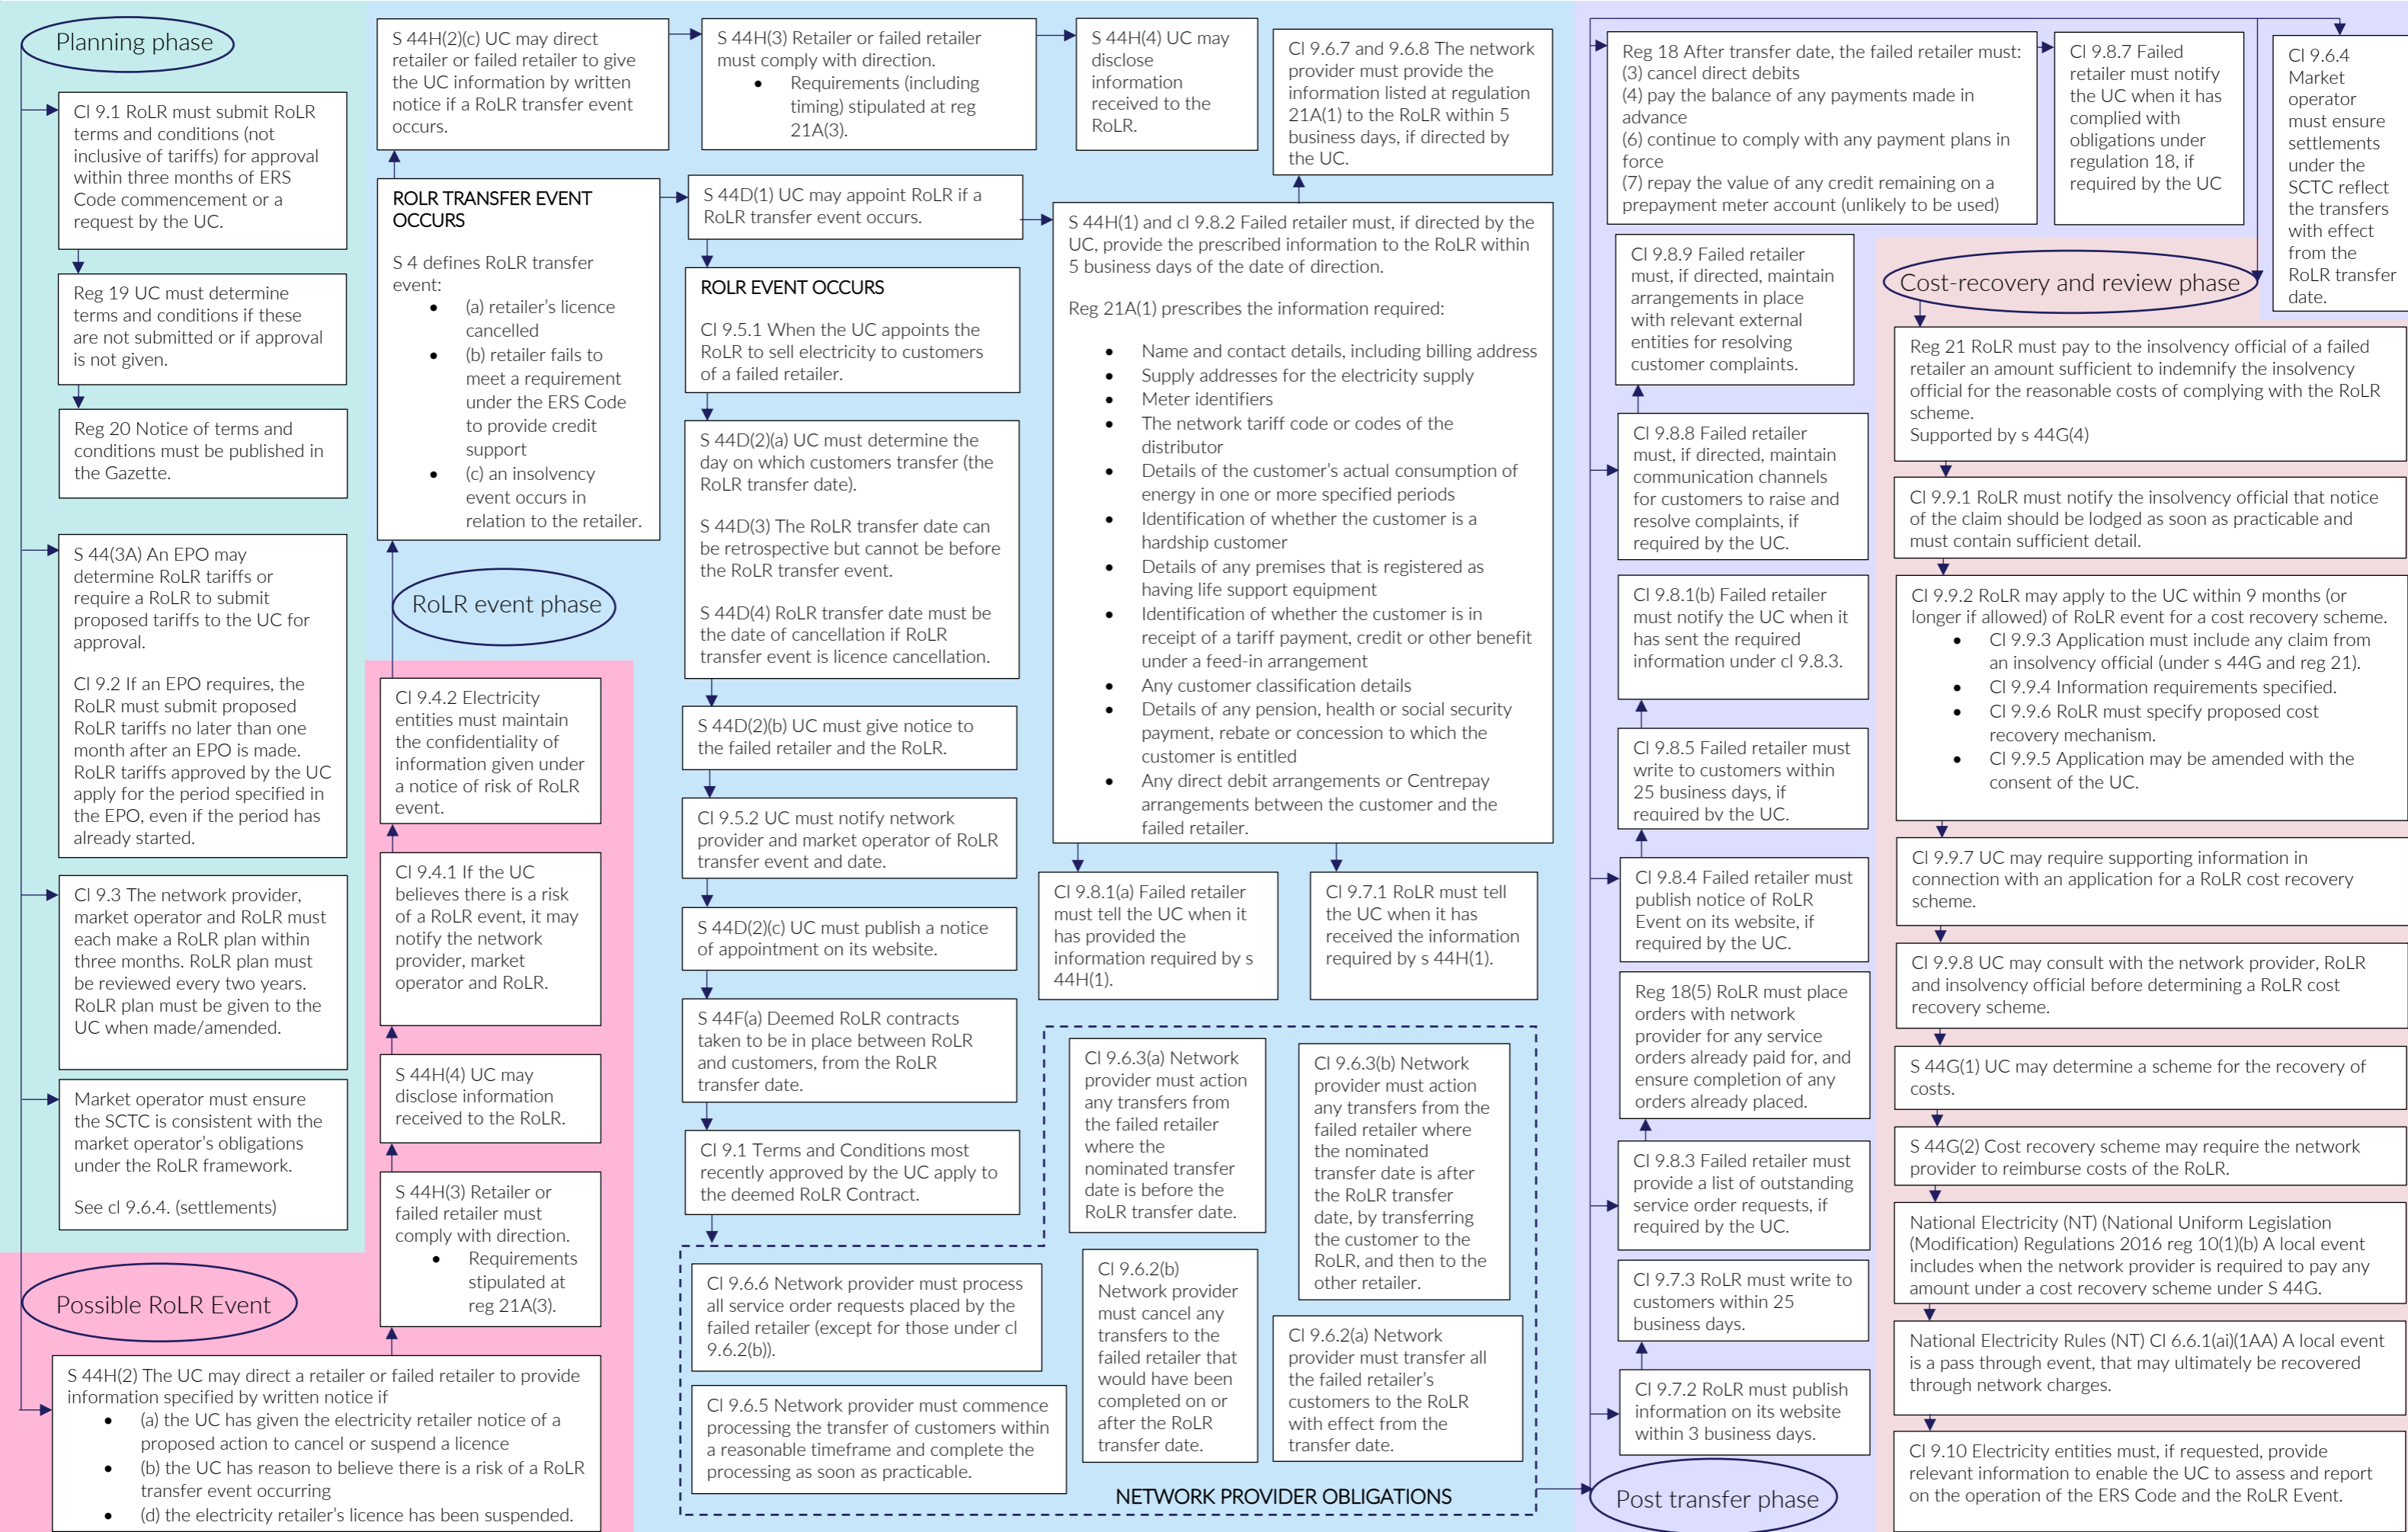 Planning phase
Cl 9.1 RoLR must submit RoLR
terms and conditions (not
inclusive of tariffs) for approval
within three months of ERS
Code commencement or a
request by the UC.
Reg 19 UC must determine
terms and conditions if these
are not submitted or if approval
is not given.
Reg 20 Notice of terms and
conditions must be published in
the Gazette.
S 44(3A) An EPO may
determine RoLR tariffs or
require a RoLR to submit
proposed tariffs to the UC for
approval.
Cl 9.2 If an EPO requires, the
RoLR must submit proposed
RoLR tariffs no later than one
month after an EPO is made.
RoLR tariffs approved by the UC
apply for the period specified in
the EPO, even if the period has
already started.
Cl 9.3 The network provider,
market operator and RoLR must
each make a RoLR plan within
three months. RoLR plan must
be reviewed every two years.
RoLR plan must be given to the
UC when made/amended.
Market operator must ensure
the SCTC is consistent with the
market operator's obligations
under the RoLR framework.
See cl 9.6.4. (settlements)
Possible RoLR Event
S 44H(2) The UC may direct a retailer or failed retailer to provide
information specified by written notice if
• (a) the UC has given the electricity retailer notice of a
proposed action to cancel or suspend a licence
• (b) the UC has reason to believe there is a risk of a RoLR
transfer event occurring
• (d) the electricity retailer's licence has been suspended.
S 44H(3) Retailer or
failed retailer must
comply with direction.
• Requirements
stipulated at
reg 21A(3).
S 44H(4) UC may
disclose information
received to the RoLR.
Cl 9.4.1 If the UC
believes there is a risk
of a RoLR event, it may
notify the network
provider, market
operator and RoLR.
Cl 9.4.2 Electricity
entities must maintain
the confidentiality of
information given under
a notice of risk of RoLR
event.
RoLR event phase
ROLR TRANSFER EVENT
OCCURS
S 4 defines RoLR transfer
event:
• (a) retailer's licence
cancelled
• (b) retailer fails to
meet a requirement
under the ERS Code
to provide credit
support
• (c) an insolvency
event occurs in
relation to the retailer.
S 44H(2)(c) UC may direct
retailer or failed retailer to give
the UC information by written
notice if a RoLR transfer event
occurs.
S 44H(3) Retailer or failed retailer
must comply with direction.
• Requirements (including
timing) stipulated at reg
21A(3).
S 44H(4) UC may
disclose
information
received to the
RoLR.
S 44D(1) UC may appoint RoLR if a
RoLR transfer event occurs.
ROLR EVENT OCCURS
Cl 9.5.1 When the UC appoints the
RoLR to sell electricity to customers
of a failed retailer.
S 44D(2)(a) UC must determine the
day on which customers transfer (the
RoLR transfer date).
S 44D(3) The RoLR transfer date can
be retrospective but cannot be before
the RoLR transfer event.
S 44D(4) RoLR transfer date must be
the date of cancellation if RoLR
transfer event is licence cancellation.
S 44D(2)(b) UC must give notice to
the failed retailer and the RoLR.
Cl 9.5.2 UC must notify network
provider and market operator of RoLR
transfer event and date.
S 44D(2)(c) UC must publish a notice
of appointment on its website.
S 44F(a) Deemed RoLR contracts
taken to be in place between RoLR
and customers, from the RoLR
transfer date.
Cl 9.1 Terms and Conditions most
recently approved by the UC apply to
the deemed RoLR Contract.
Cl 9.6.7 and 9.6.8 The network
provider must provide the
information listed at regulation
21A(1) to the RoLR within 5
business days, if directed by
the UC.
S 44H(1) and cl 9.8.2 Failed retailer must, if directed by the
UC, provide the prescribed information to the RoLR within
5 business days of the date of direction.
Reg 21A(1) prescribes the information required:
• Name and contact details, including billing address
• Supply addresses for the electricity supply
• Meter identifiers
• The network tariff code or codes of the
distributor
• Details of the customer's actual consumption of
energy in one or more specified periods
• Identification of whether the customer is a
hardship customer
• Details of any premises that is registered as
having life support equipment
• Identification of whether the customer is in
receipt of a tariff payment, credit or other benefit
under a feed-in arrangement
• Any customer classification details
• Details of any pension, health or social security
payment, rebate or concession to which the
customer is entitled
• Any direct debit arrangements or Centrepay
arrangements between the customer and the
failed retailer.
Cl 9.8.1(a) Failed retailer
must tell the UC when it
has provided the
information required by s
44H(1).
Cl 9.7.1 RoLR must tell
the UC when it has
received the information
required by s 44H(1).
Cl 9.6.6 Network provider must process
all service order requests placed by the
failed retailer (except for those under cl
9.6.2(b)).
Cl 9.6.5 Network provider must commence
processing the transfer of customers within
a reasonable timeframe and complete the
processing as soon as practicable.
Cl 9.6.3(a) Network
provider must action
any transfers from
the failed retailer
where the
nominated transfer
date is before the
RoLR transfer date.
Cl 9.6.3(b) Network
provider must action
any transfers from the
failed retailer where
the nominated
transfer date is after
the RoLR transfer
date, by transferring
the customer to the
RoLR, and then to the
other retailer.
Cl 9.6.2(b)
Network provider
must cancel any
transfers to the
failed retailer that
would have been
completed on or
after the RoLR
transfer date.
Cl 9.6.2(a) Network
provider must transfer all
the failed retailer's
customers to the RoLR
with effect from the
transfer date.
NETWORK PROVIDER OBLIGATIONS
Post transfer phase
Reg 18 After transfer date, the failed retailer must:
(3) cancel direct debits
(4) pay the balance of any payments made in
advance
(6) continue to comply with any payment plans in
force
(7) repay the value of any credit remaining on a
prepayment meter account (unlikely to be used)
Cl 9.8.7 Failed
retailer must notify
the UC when it has
complied with
obligations under
regulation 18, if
required by the UC
Cl 9.6.4
Market
operator
must ensure
settlements
under the
SCTC reflect
the transfers
with effect
from the
RoLR transfer
date.
Cl 9.8.9 Failed retailer
must, if directed, maintain
arrangements in place
with relevant external
entities for resolving
customer complaints.
Cl 9.8.8 Failed retailer
must, if directed, maintain
communication channels
for customers to raise and
resolve complaints, if
required by the UC.
Cl 9.8.1(b) Failed retailer
must notify the UC when it
has sent the required
information under cl 9.8.3.
Cl 9.8.5 Failed retailer must
write to customers within
25 business days, if
required by the UC.
Cl 9.8.4 Failed retailer must
publish notice of RoLR
Event on its website, if
required by the UC.
Reg 18(5) RoLR must place
orders with network
provider for any service
orders already paid for, and
ensure completion of any
orders already placed.
Cl 9.8.3 Failed retailer must
provide a list of outstanding
service order requests, if
required by the UC.
Cl 9.7.3 RoLR must write to
customers within 25
business days.
Cl 9.7.2 RoLR must publish
information on its website
within 3 business days.
Cost-recovery and review phase
Reg 21 RoLR must pay to the insolvency official of a failed
retailer an amount sufficient to indemnify the insolvency
official for the reasonable costs of complying with the RoLR
scheme.
Supported by s 44G(4)
Cl 9.9.1 RoLR must notify the insolvency official that notice
of the claim should be lodged as soon as practicable and
must contain sufficient detail.
Cl 9.9.2 RoLR may apply to the UC within 9 months (or
longer if allowed) of RoLR event for a cost recovery scheme.
• Cl 9.9.3 Application must include any claim from
an insolvency official (under s 44G and reg 21).
• Cl 9.9.4 Information requirements specified.
• Cl 9.9.6 RoLR must specify proposed cost
recovery mechanism.
• Cl 9.9.5 Application may be amended with the
consent of the UC.
Cl 9.9.7 UC may require supporting information in
connection with an application for a RoLR cost recovery
scheme.
Cl 9.9.8 UC may consult with the network provider, RoLR
and insolvency official before determining a RoLR cost
recovery scheme.
S 44G(1) UC may determine a scheme for the recovery of
costs.
S 44G(2) Cost recovery scheme may require the network
provider to reimburse costs of the RoLR.
National Electricity (NT) (National Uniform Legislation
(Modification) Regulations 2016 reg 10(1)(b) A local event
includes when the network provider is required to pay any
amount under a cost recovery scheme under S 44G.
National Electricity Rules (NT) Cl 6.6.1(ai)(1AA) A local event
is a pass through event, that may ultimately be recovered
through network charges.
Cl 9.10 Electricity entities must, if requested, provide
relevant information to enable the UC to assess and report
on the operation of the ERS Code and the RoLR Event.